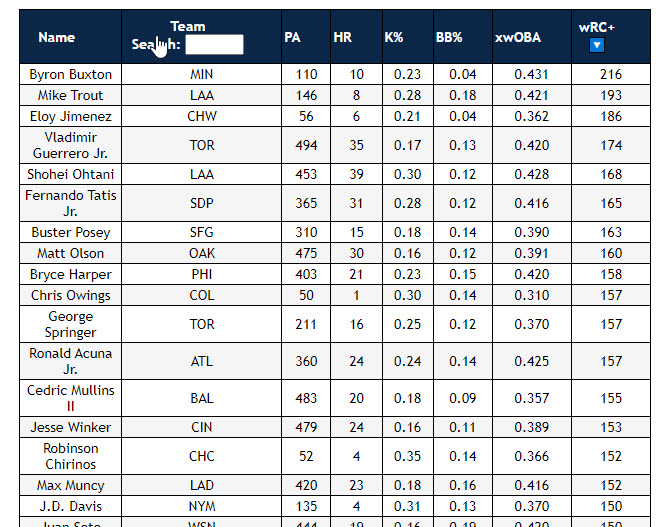 Name Team Search: PA HR K% BB% xwOBA wRC+
Byron Buxton MIN 110 10 0.23 0.04 0.431 216
Mike Trout LAA 146 8 0.28 0.18 0.421 193
Eloy Jimenez CHW 56 6 0.21 0.04 0.362 186
Vladimir Guerrero Jr. TOR 494 35 0.17 0.13 0.420 174
Shohei Ohtani LAA 453 39 0.30 0.12 0.428 168
Fernando Tatis Jr. SDP 365 31 0.28 0.12 0.416 165
Buster Posey SFG 310 15 0.18 0.14 0.390 163
Matt Olson OAK 475 30 0.16 0.12 0.391 160
Bryce Harper PHI 403 21 0.23 0.15 0.420 158
Chris Owings COL 50 1 0.30 0.14 0.310 157
George Springer TOR 211 16 0.25 0.12 0.370 157
Ronald Acuna Jr. ATL 360 24 0.24 0.14 0.425 157
Cedric Mullins II BAL 483 20 0.18 0.09 0.357 155
Jesse Winker CIN 479 24 0.16 0.11 0.389 153
Robinson Chirinos CHC 52 4 0.35 0.14 0.366 152
Max Muncy LAD 420 23 0.18 0.16 0.416 152
J.D. Davis NYM 135 4 0.31 0.13 0.370 150
Juan Soto WSN 444 19 0.16 0.19 0.420 150